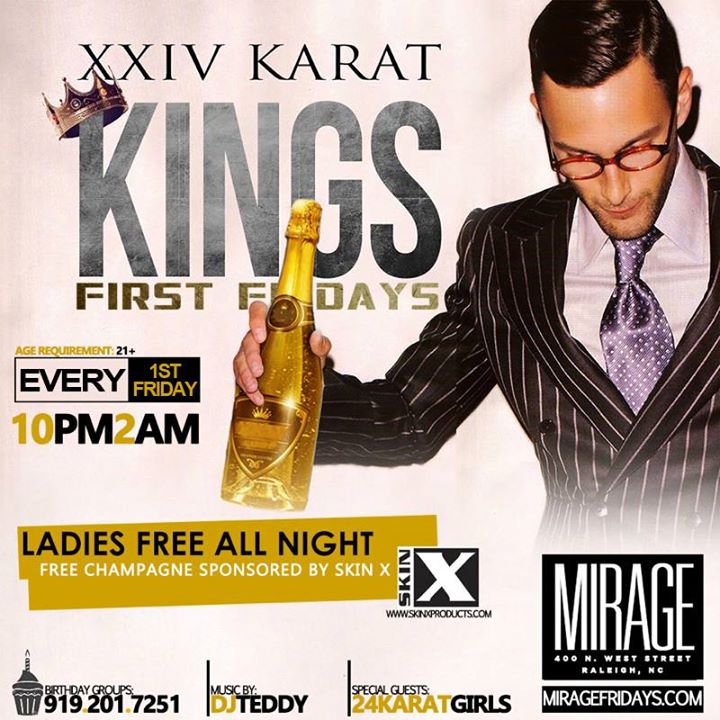 XXIV KARAT
KINGS
FIRST FRIDAYS
AGE REQUIREMENT: 21+
EVERY 1ST FRIDAY
10PM2AM
LADIES FREE ALL NIGHT
FREE CHAMPAGNE SPONSORED BY SKIN X
SKIN X
WWW.SKINXPRODUCTS.COM
MIRAGE
400 N. WEST STREET
RALEIGH, NC
MIRAGEFRIDAYS.COM
BIRTHDAY GROUPS:
919.201.7251
MUSIC BY:
DJTEDDY
SPECIAL GUESTS:
24KARATGIRLS